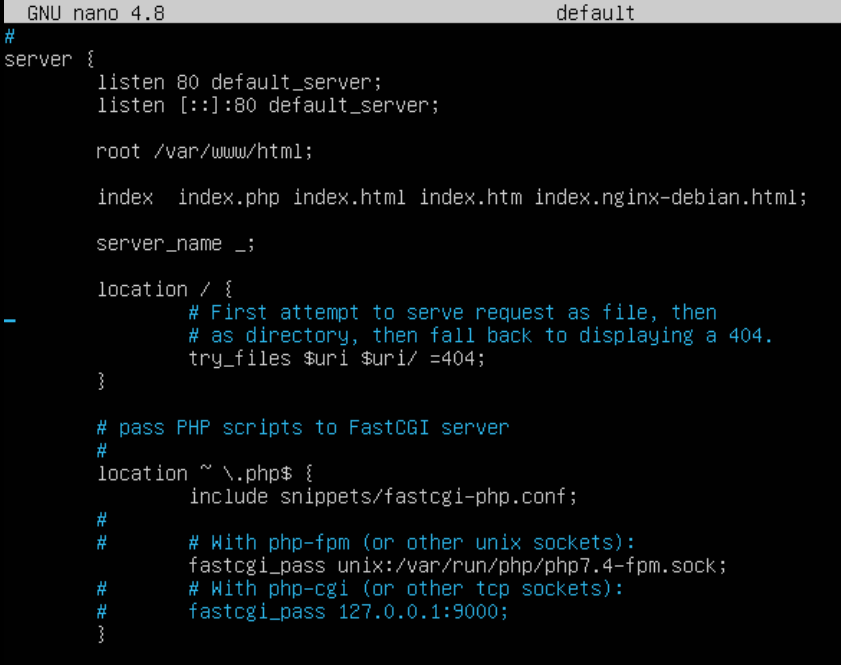 GNU nano 4.8 default
#
server {
listen 80 default_server;
listen [::]:80 default_server;
root /var/www/html;
index  index.php index.html index.htm index.nginx-debian.html;
server_name _;
location / {
# First attempt to serve request as file, then
# as directory, then fall back to displaying a 404.
try_files $uri $uri/ =404;
}
# pass PHP scripts to FastCGI server
#
location ~ \.php$ {
include snippets/fastcgi-php.conf;
#
# # With php-fpm (or other unix sockets):
fastcgi_pass unix:/var/run/php/php7.4-fpm.sock;
# # With php-cgi (or other tcp sockets):
# fastcgi_pass 127.0.0.1:9000;
}